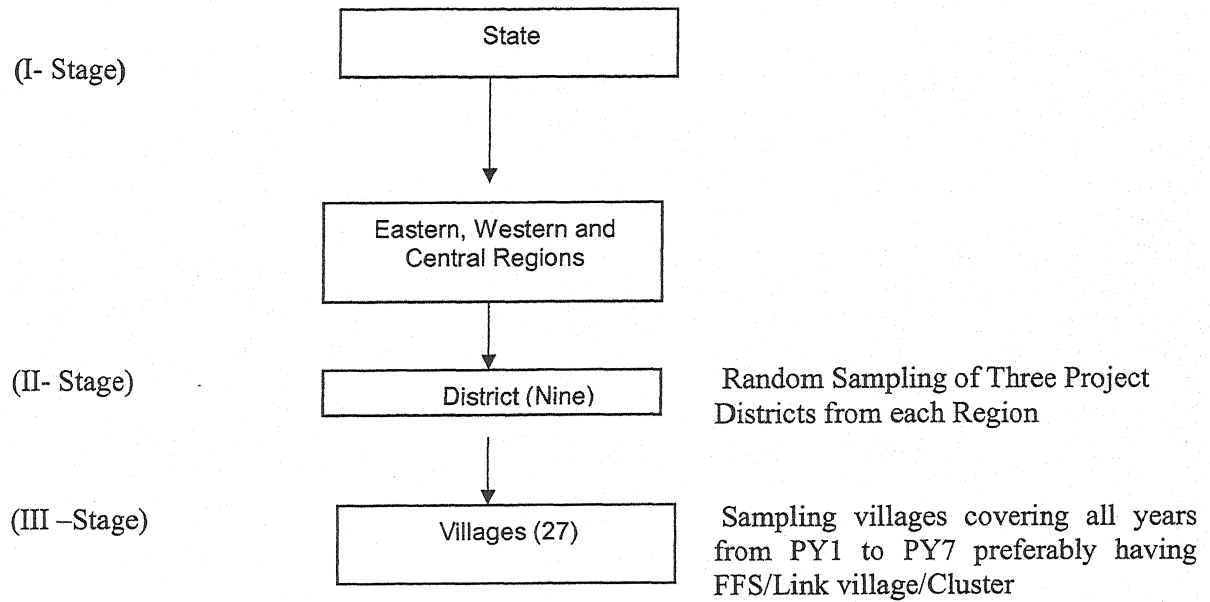 State
(I- Stage)
Eastern, Western and
Central Regions
(II- Stage)
District (Nine)
Random Sampling of Three Project
Districts from each Region
(III –Stage)
Villages (27)
Sampling villages covering all years
from PY1 to PY7 preferably having
FFS/Link village/Cluster